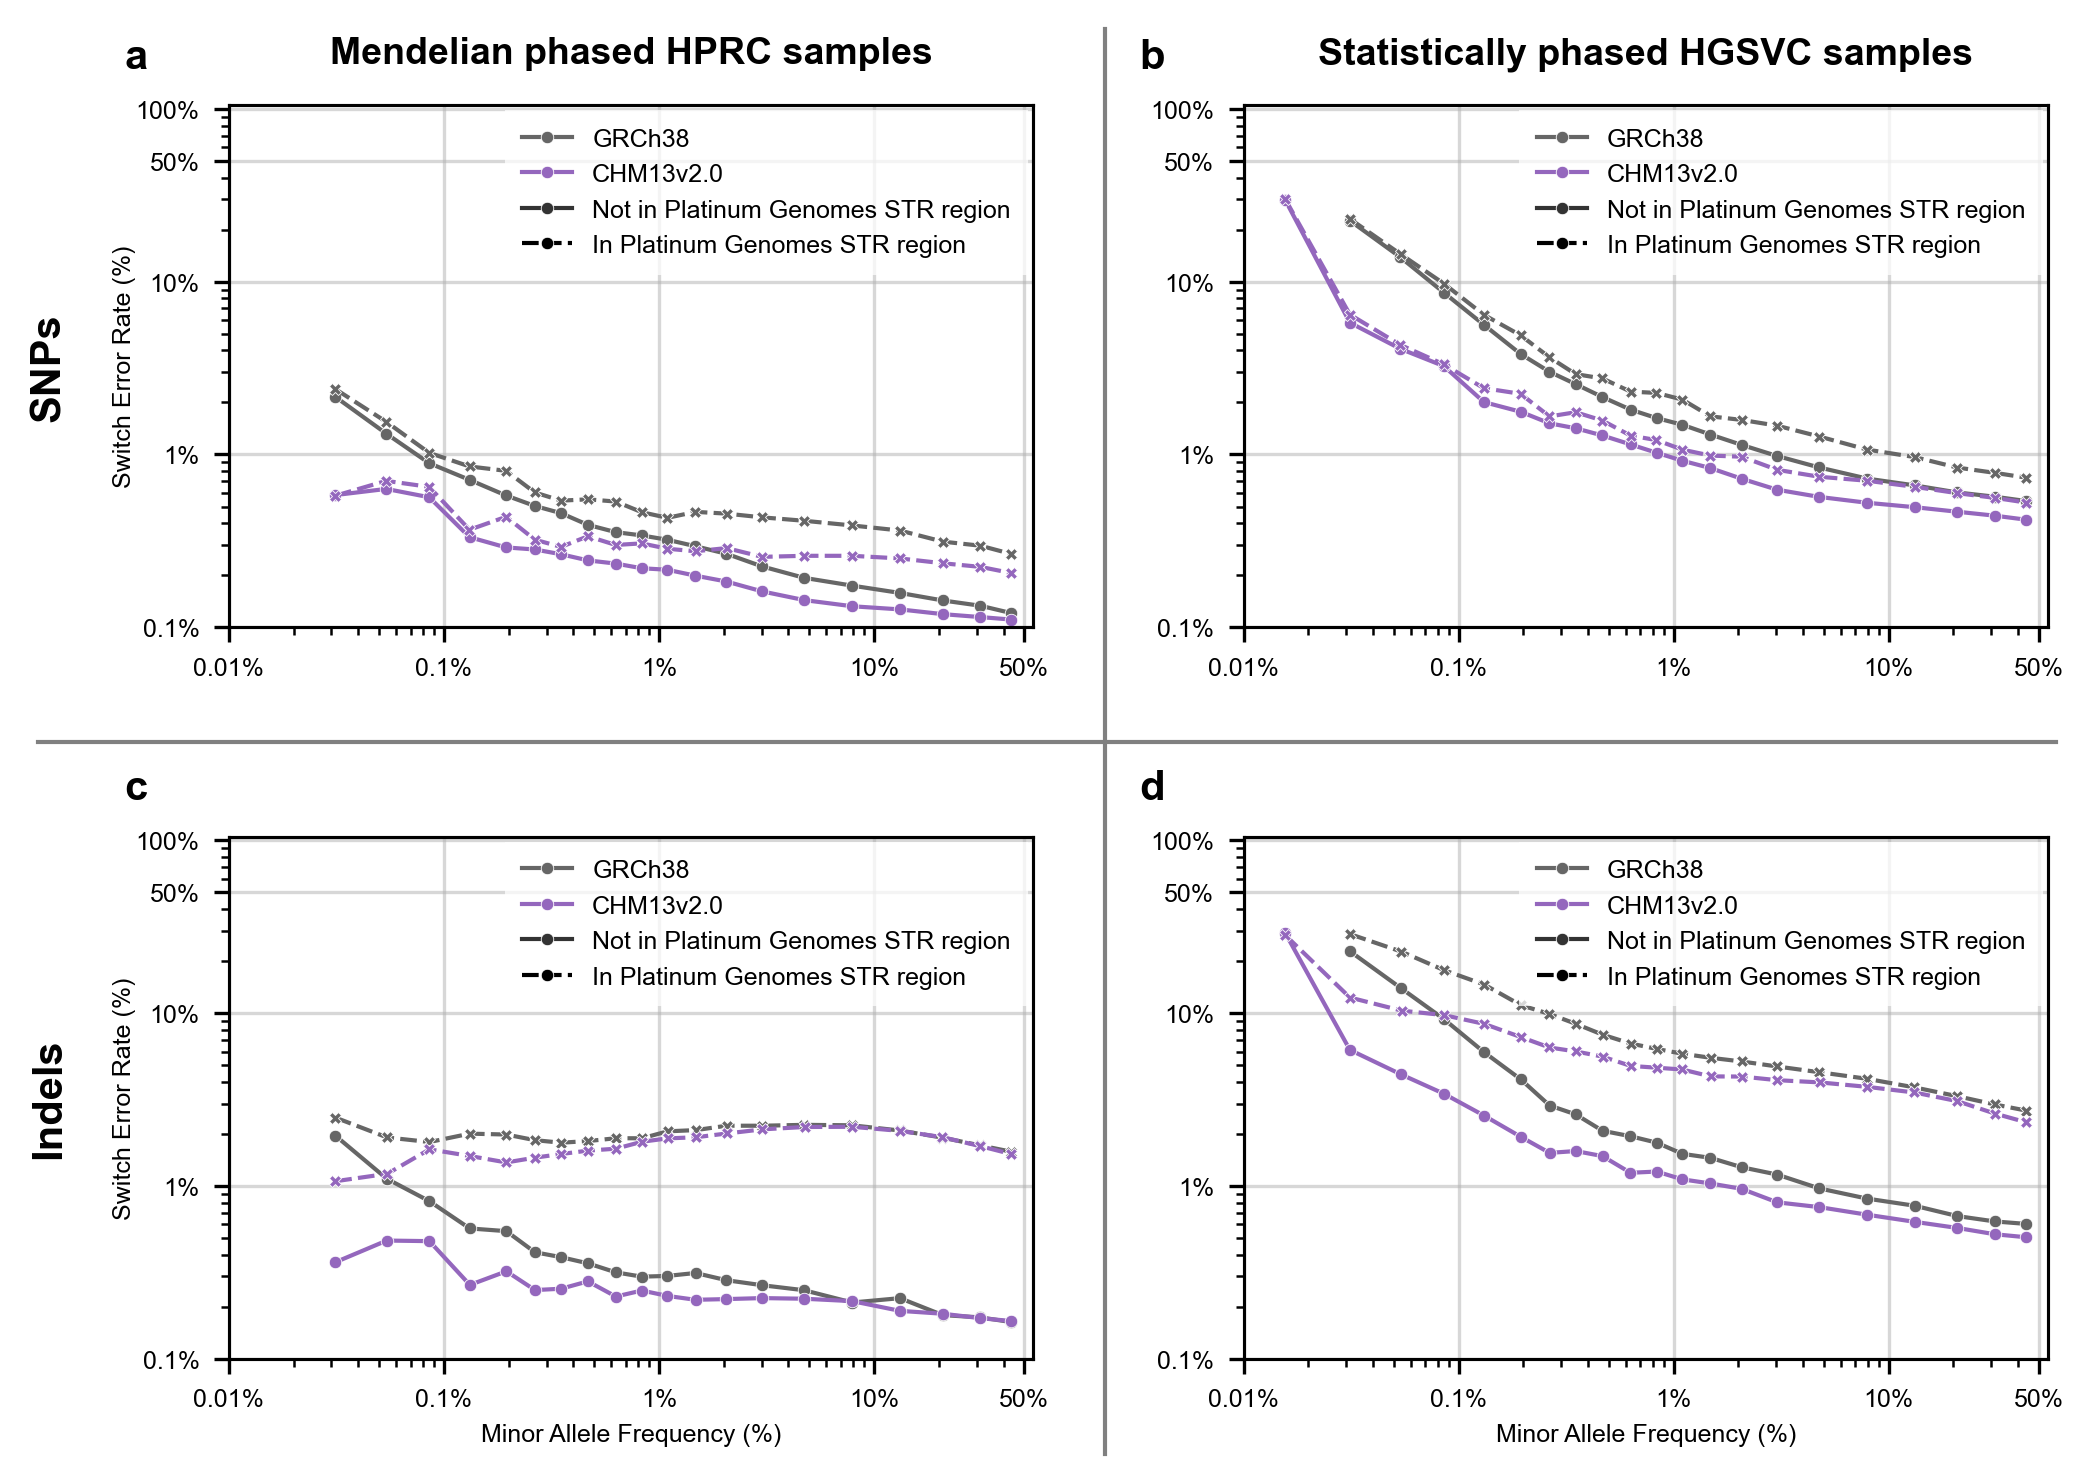 a
Mendelian phased HPRC samples
b
Statistically phased HGSVC samples
SNPs
Switch Error Rate (%)
100%
50%
10%
1%
0.1%
GRCh38
CHM13v2.0
Not in Platinum Genomes STR region
In Platinum Genomes STR region
0.01%
0.1%
1%
10%
50%
100%
50%
10%
1%
0.1%
GRCh38
CHM13v2.0
Not in Platinum Genomes STR region
In Platinum Genomes STR region
0.01%
0.1%
1%
10%
50%
c
d
Indels
Switch Error Rate (%)
100%
50%
10%
1%
0.1%
GRCh38
CHM13v2.0
Not in Platinum Genomes STR region
In Platinum Genomes STR region
0.01%
0.1%
1%
10%
50%
Minor Allele Frequency (%)
100%
50%
10%
1%
0.1%
GRCh38
CHM13v2.0
Not in Platinum Genomes STR region
In Platinum Genomes STR region
0.01%
0.1%
1%
10%
50%
Minor Allele Frequency (%)